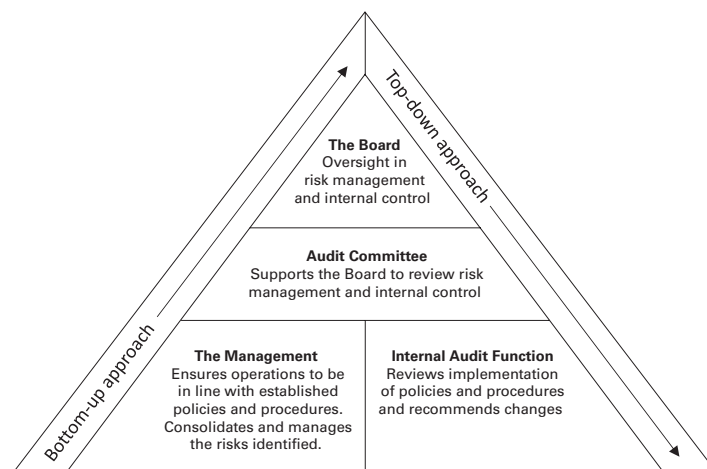 Top-down approach
The Board
Oversight in
risk management
and internal control
Audit Committee
Supports the Board to review risk
management and internal control
Bottom-up approach
The Management
Ensures operations to be
in line with established
policies and procedures.
Consolidates and manages
the risks identified.
Internal Audit Function
Reviews implementation
of policies and procedures
and recommends changes